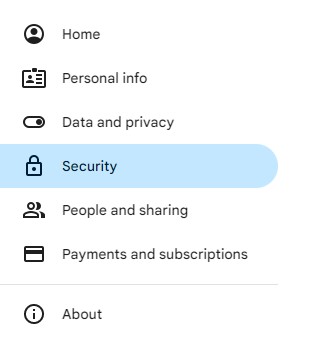 Home
Personal info
Data and privacy
Security
People and sharing
Payments and subscriptions
About